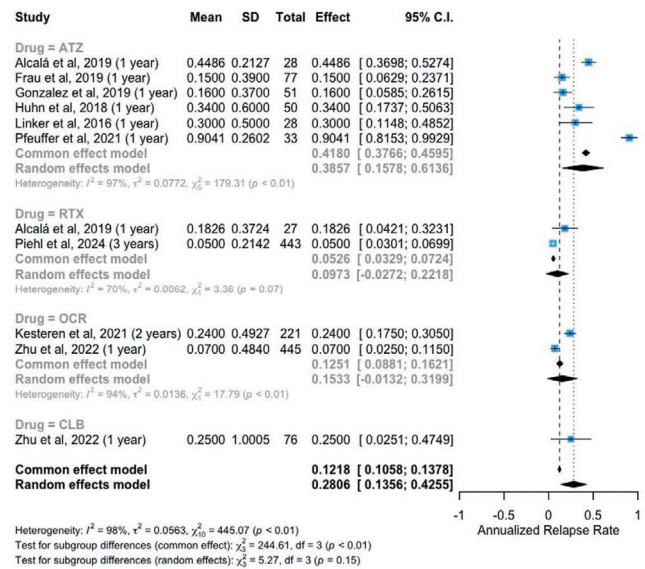 Study Mean SD Total Effect 95% C.I.
Drug = ATZ
Alcalá et al, 2019 (1 year) 0.4486 0.2127 28 0.4486 [ 0.3698; 0.5274]
Frau et al, 2019 (1 year) 0.1500 0.3900 77 0.1500 [ 0.0629; 0.2371]
Gonzalez et al, 2019 (1 year) 0.1600 0.3700 51 0.1600 [ 0.0585; 0.2615]
Huhn et al, 2018 (1 year) 0.3400 0.6000 50 0.3400 [ 0.1737; 0.5063]
Linker et al, 2016 (1 year) 0.3000 0.5000 28 0.3000 [ 0.1148; 0.4852]
Pfeuffer et al, 2021 (1 year) 0.9041 0.2602 33 0.9041 [ 0.8153; 0.9929]
Common effect model 0.4180 [ 0.3766; 0.4595]
Random effects model 0.3857 [ 0.1578; 0.6136]
Heterogeneity: I² = 97%, τ² = 0.0772, χ²₅ = 179.31 (p < 0.01)
Drug = RTX
Alcalá et al, 2019 (1 year) 0.1826 0.3724 27 0.1826 [ 0.0421; 0.3231]
Piehl et al, 2024 (3 years) 0.0500 0.2142 443 0.0500 [ 0.0301; 0.0699]
Common effect model 0.0526 [ 0.0329; 0.0724]
Random effects model 0.0973 [-0.0272; 0.2218]
Heterogeneity: I² = 70%, τ² = 0.0062, χ²₁ = 3.36 (p = 0.07)
Drug = OCR
Kesteren et al, 2021 (2 years) 0.2400 0.4927 221 0.2400 [ 0.1750; 0.3050]
Zhu et al, 2022 (1 year) 0.0700 0.4840 445 0.0700 [ 0.0250; 0.1150]
Common effect model 0.1251 [ 0.0881; 0.1621]
Random effects model 0.1533 [-0.0132; 0.3199]
Heterogeneity: I² = 94%, τ² = 0.0136, χ²₁ = 17.79 (p < 0.01)
Drug = CLB
Zhu et al, 2022 (1 year) 0.2500 1.0005 76 0.2500 [ 0.0251; 0.4749]
Common effect model 0.1218 [ 0.1058; 0.1378]
Random effects model 0.2806 [ 0.1356; 0.4255]
-1 -0.5 0 0.5 1
Annualized Relapse Rate
Heterogeneity: I² = 98%, τ² = 0.0563, χ²₁₀ = 445.07 (p < 0.01)
Test for subgroup differences (common effect): χ²₃ = 244.61, df = 3 (p < 0.01)
Test for subgroup differences (random effects): χ²₃ = 5.27, df = 3 (p = 0.15)